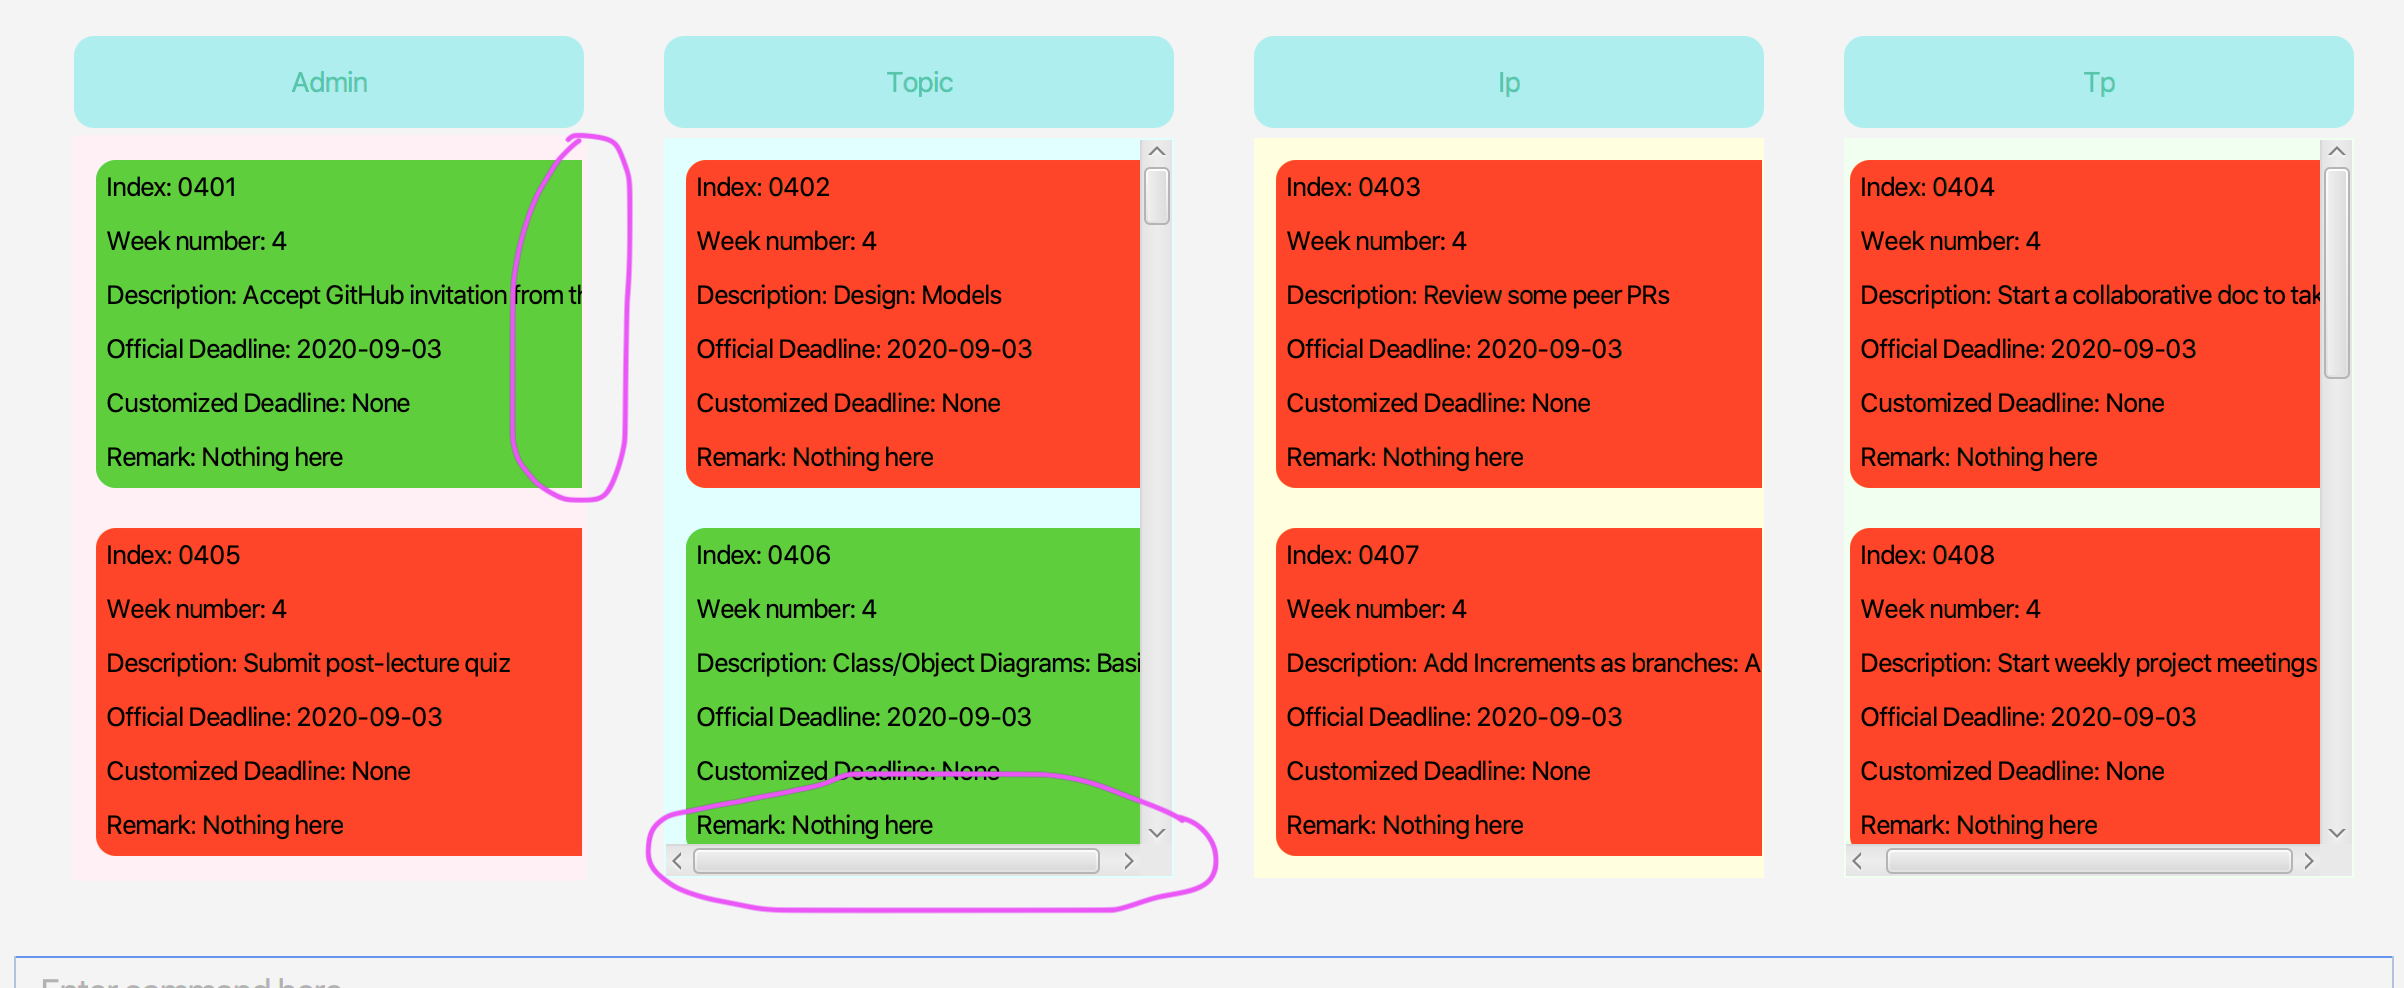 Admin
Topic
Ip
Tp
Index: 0401
Week number: 4
Description: Accept GitHub invitation from th
Official Deadline: 2020-09-03
Customized Deadline: None
Remark: Nothing here
Index: 0405
Week number: 4
Description: Submit post-lecture quiz
Official Deadline: 2020-09-03
Customized Deadline: None
Remark: Nothing here
Index: 0402
Week number: 4
Description: Design: Models
Official Deadline: 2020-09-03
Customized Deadline: None
Remark: Nothing here
Index: 0406
Week number: 4
Description: Class/Object Diagrams: Basi
Official Deadline: 2020-09-03
Customized Deadline: None
Remark: Nothing here
Index: 0403
Week number: 4
Description: Review some peer PRs
Official Deadline: 2020-09-03
Customized Deadline: None
Remark: Nothing here
Index: 0407
Week number: 4
Description: Add Increments as branches: A
Official Deadline: 2020-09-03
Customized Deadline: None
Remark: Nothing here
Index: 0404
Week number: 4
Description: Start a collaborative doc to tak
Official Deadline: 2020-09-03
Customized Deadline: None
Remark: Nothing here
Index: 0408
Week number: 4
Description: Start weekly project meetings
Official Deadline: 2020-09-03
Customized Deadline: None
Remark: Nothing here
Enter command here